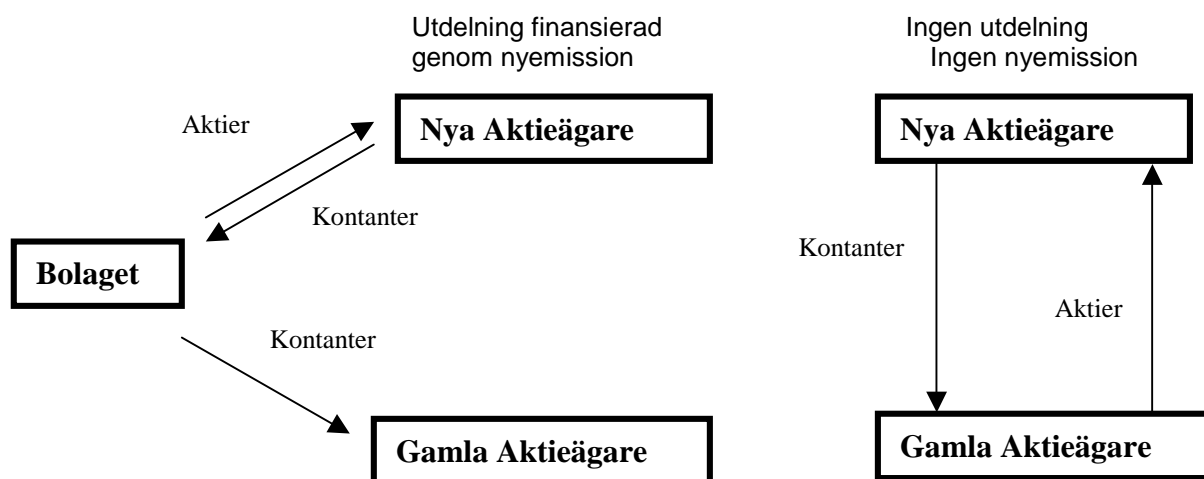 Utdelning finansierad
genom nyemission
Ingen utdelning
Ingen nyemission
Aktier
Nya Aktieägare
Kontanter
Bolaget
Kontanter
Gamla Aktieägare
Nya Aktieägare
Kontanter
Aktier
Gamla Aktieägare